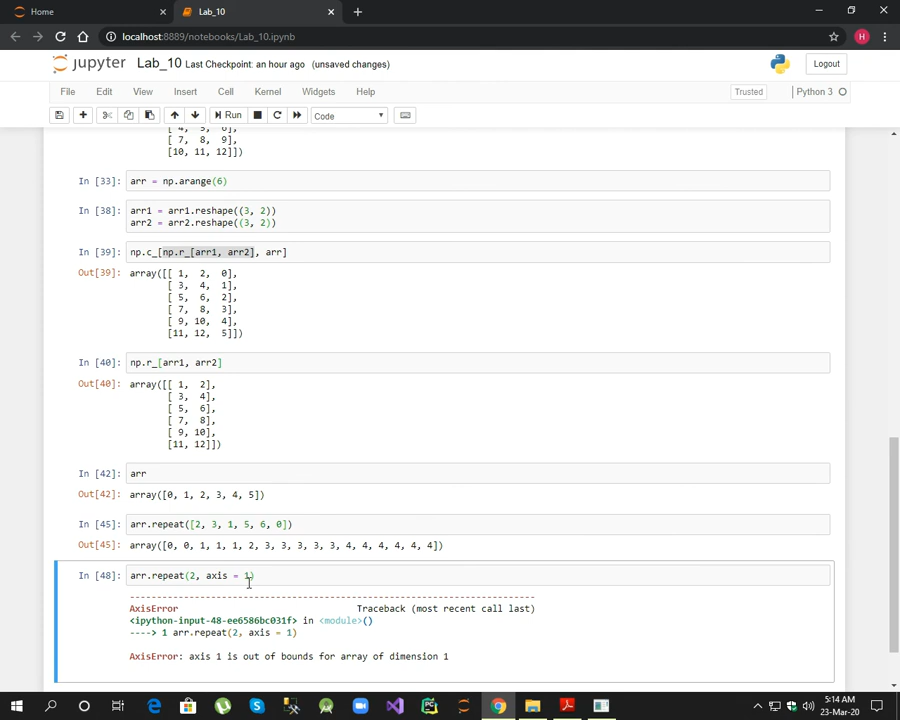 Home
Lab_10
localhost:8889/notebooks/Lab_10.ipynb
H
jupyter Lab_10 Last Checkpoint: an hour ago (unsaved changes)
Logout
File Edit View Insert Cell Kernel Widgets Help
Trusted
Python 3
Run
Code
[ 4, 5, 6],
[ 7, 8, 9],
[10, 11, 12]])
In [33]: arr = np.arange(6)
In [38]: arr1 = arr1.reshape((3, 2))
arr2 = arr2.reshape((3, 2))
In [39]: np.c_[np.r_[arr1, arr2], arr]
Out[39]: array([[ 1, 2, 0],
[ 3, 4, 1],
[ 5, 6, 2],
[ 7, 8, 3],
[ 9, 10, 4],
[11, 12, 5]])
In [40]: np.r_[arr1, arr2]
Out[40]: array([[ 1, 2],
[ 3, 4],
[ 5, 6],
[ 7, 8],
[ 9, 10],
[11, 12]])
In [42]: arr
Out[42]: array([0, 1, 2, 3, 4, 5])
In [45]: arr.repeat([2, 3, 1, 5, 6, 0])
Out[45]: array([0, 0, 1, 1, 1, 2, 3, 3, 3, 3, 3, 4, 4, 4, 4, 4, 4])
In [48]: arr.repeat(2, axis = 1)
---------------------------------------------------------------------------
AxisError Traceback (most recent call last)
<ipython-input-48-ee6586bc031f> in <module>()
----> 1 arr.repeat(2, axis = 1)
AxisError: axis 1 is out of bounds for array of dimension 1
5:14 AM
23-Mar-20